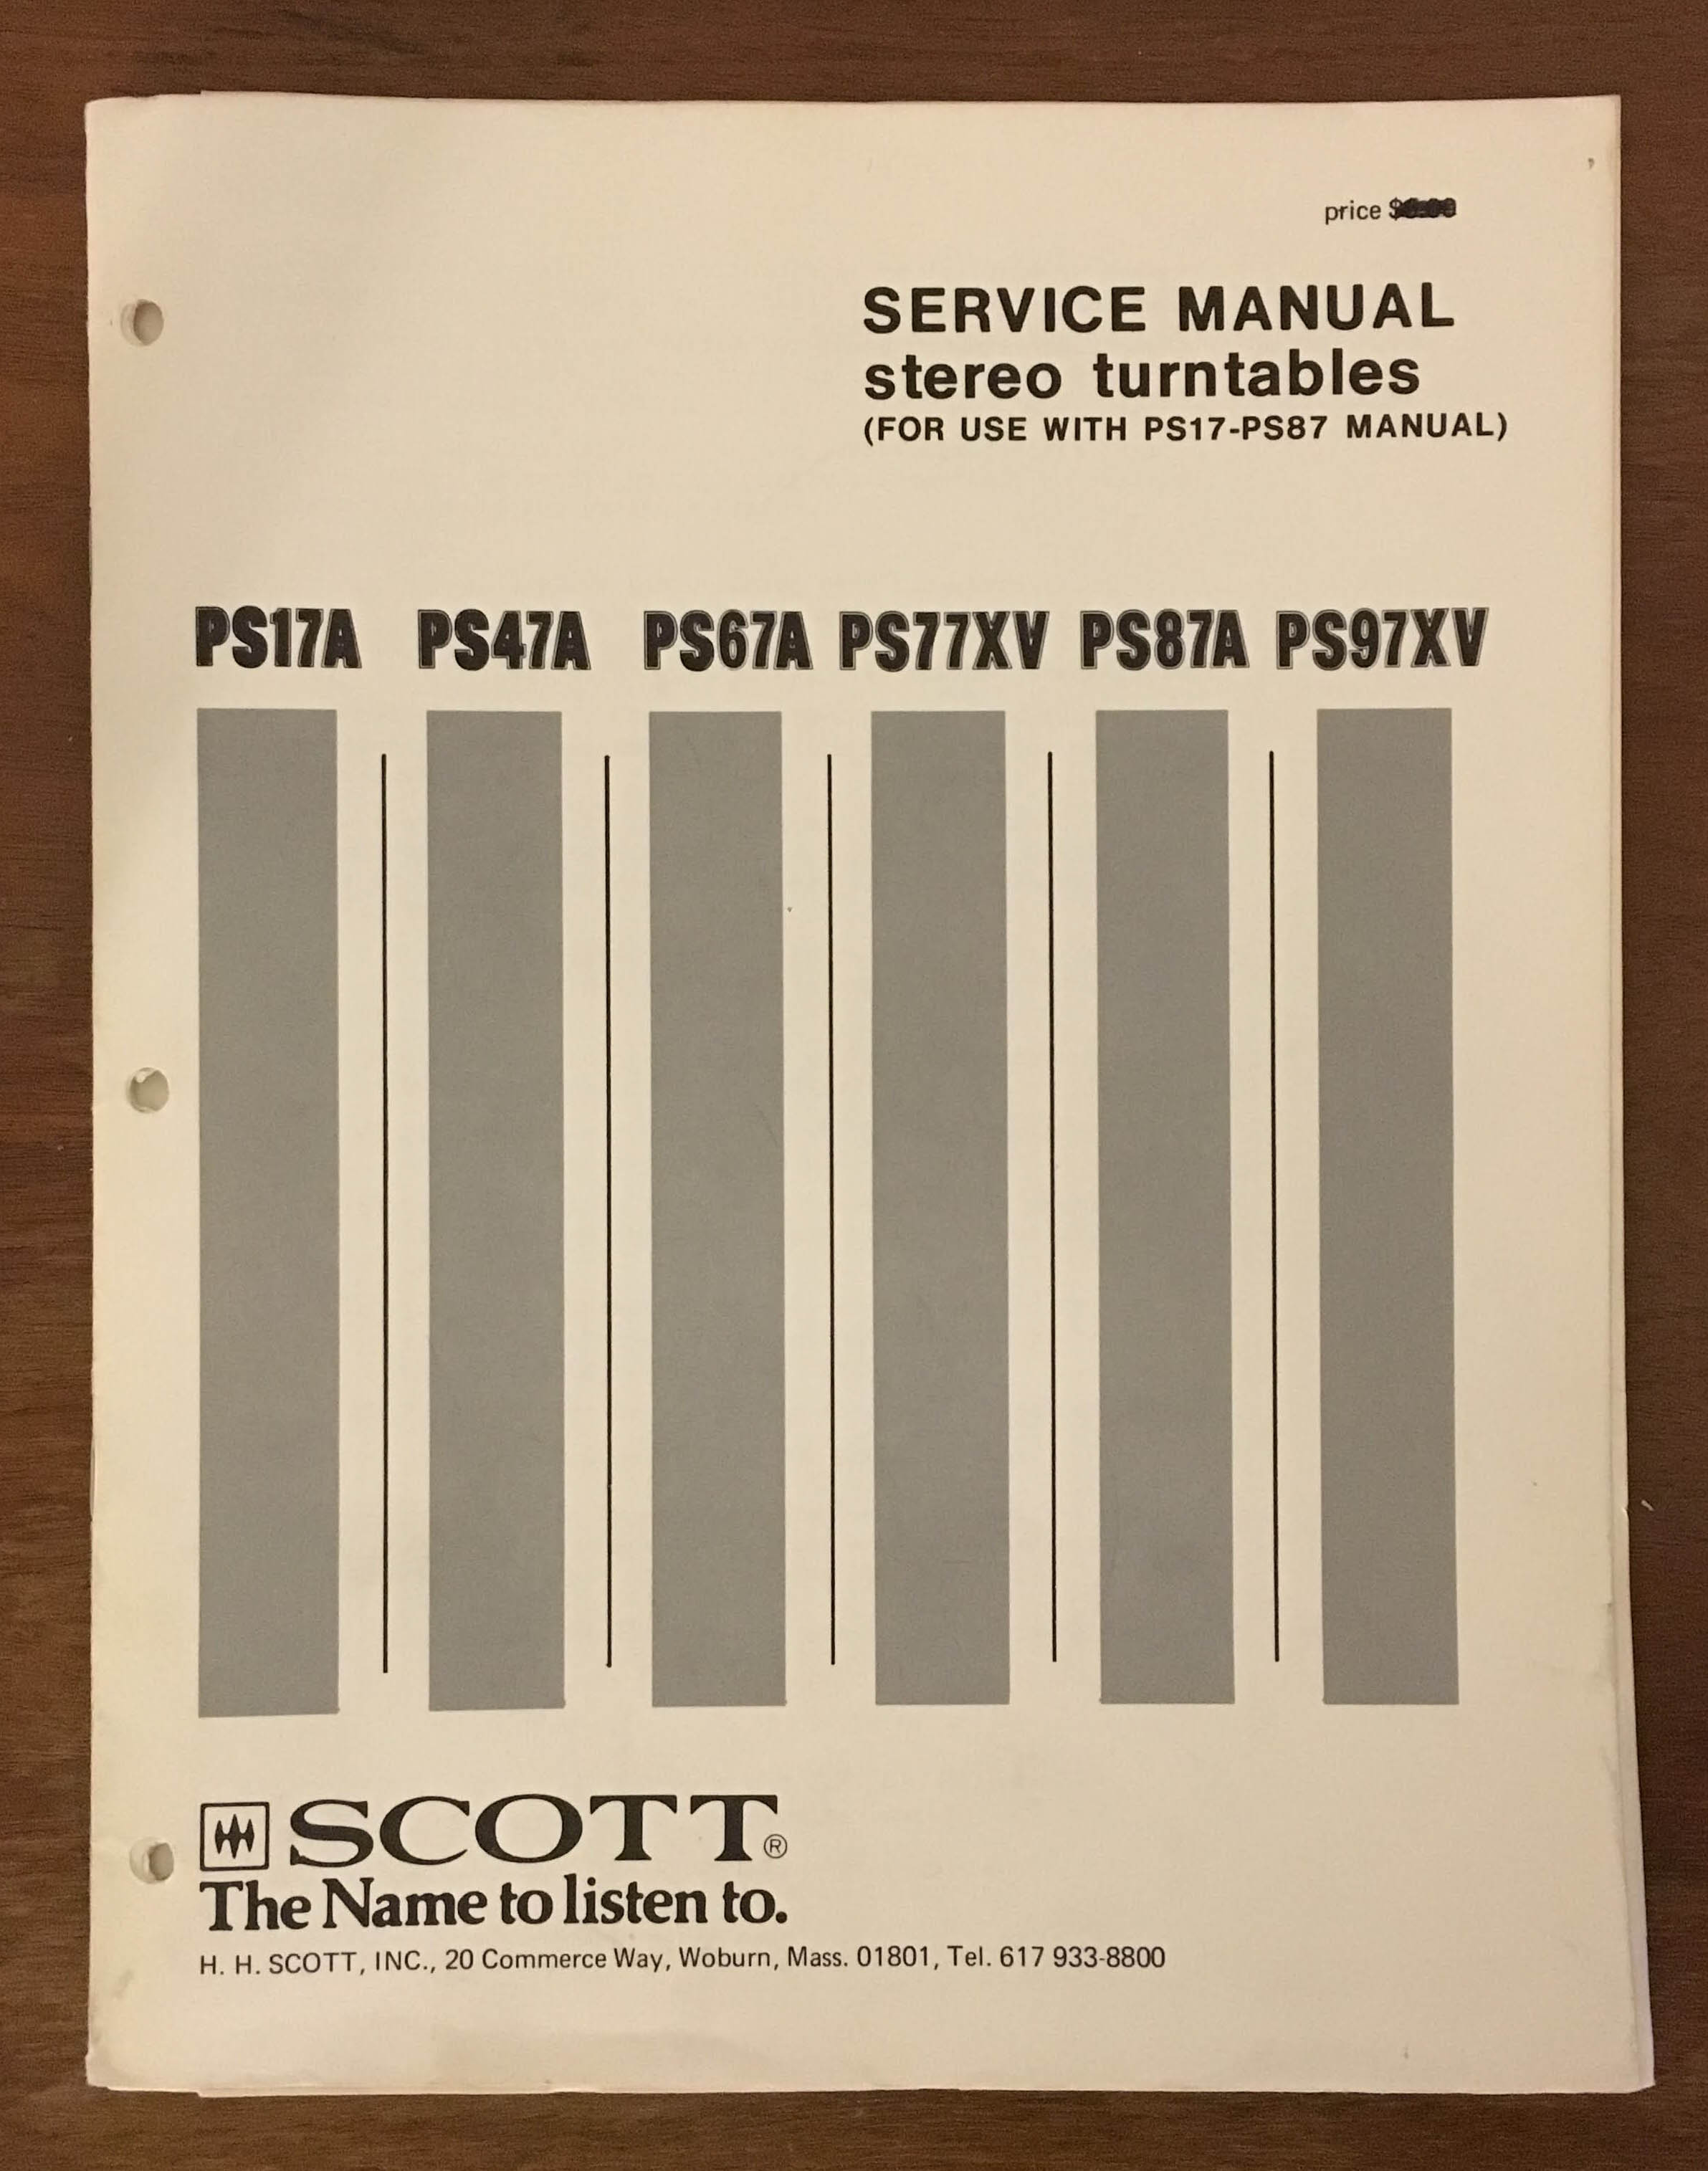 price $
SERVICE MANUAL
stereo turntables
(FOR USE WITH PS17-PS87 MANUAL)
PS17A PS47A PS67A PS77XV PS87A PS97XV
SCOTT®
The Name to listen to.
H. H. SCOTT, INC., 20 Commerce Way, Woburn, Mass. 01801, Tel. 617 933-8800